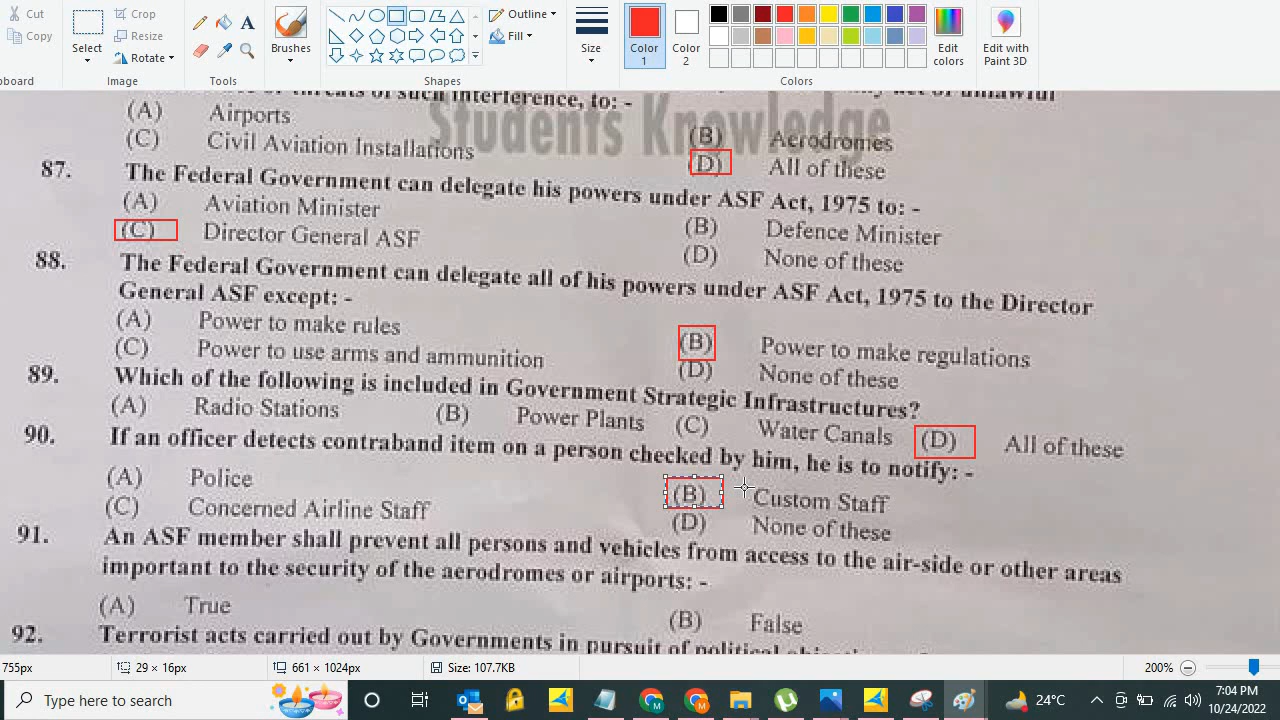 Cut
Copy
Select
Crop
Resize
Rotate
Image
Tools
Brushes
Shapes
Outline
Fill
Size
Color 1
Color 2
Edit colors
Edit with Paint 3D
Colors
Students Knowledge
of such interference, to: -
(A) Airports (B) Aerodromes
(C) Civil Aviation Installations (D) All of these
87. The Federal Government can delegate his powers under ASF Act, 1975 to: -
(A) Aviation Minister (B) Defence Minister
(C) Director General ASF (D) None of these
88. The Federal Government can delegate all of his powers under ASF Act, 1975 to the Director
General ASF except: -
(A) Power to make rules (B) Power to make regulations
(C) Power to use arms and ammunition (D) None of these
89. Which of the following is included in Government Strategic Infrastructures?
(A) Radio Stations (B) Power Plants (C) Water Canals (D) All of these
90. If an officer detects contraband item on a person checked by him, he is to notify: -
(A) Police (B) Custom Staff
(C) Concerned Airline Staff (D) None of these
91. An ASF member shall prevent all persons and vehicles from access to the air-side or other areas
important to the security of the aerodromes or airports: -
(A) True (B) False
92. Terrorist acts carried out by Governments in pursuit of political
755px
29 × 16px
661 × 1024px
Size: 107.7KB
200%
Type here to search
24°C
7:04 PM
10/24/2022